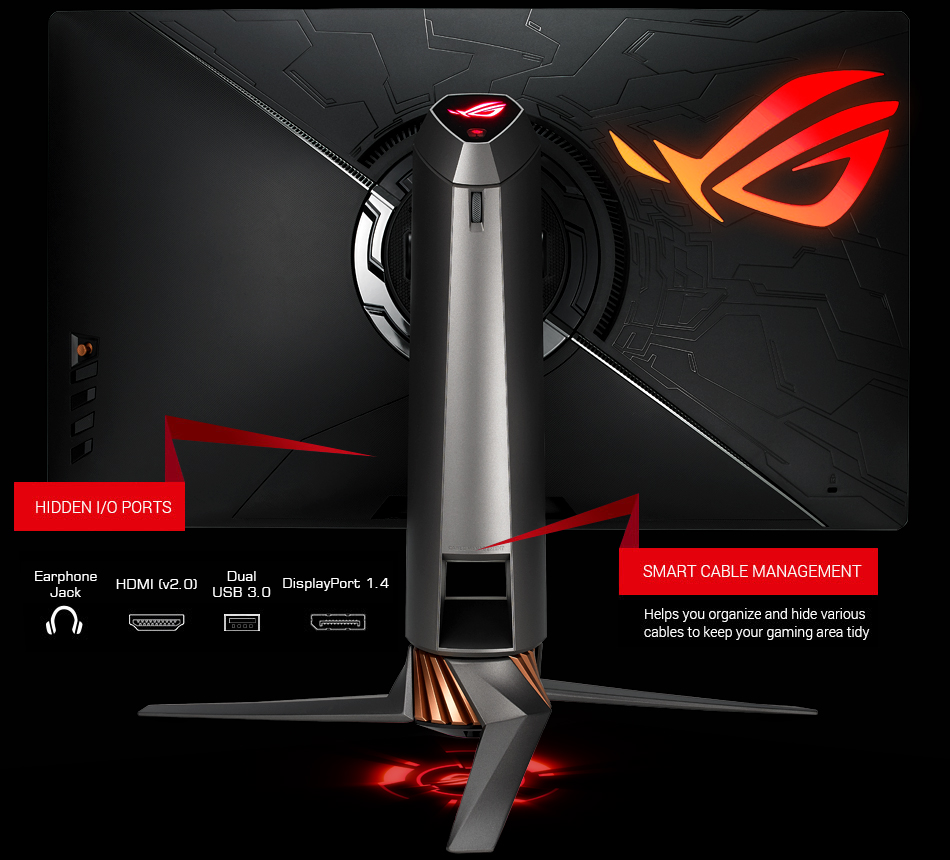 HIDDEN I/O PORTS
Earphone
Jack
HDMI (v2.0)
Dual
USB 3.0
DisplayPort 1.4
SMART CABLE MANAGEMENT
Helps you organize and hide various
cables to keep your gaming area tidy